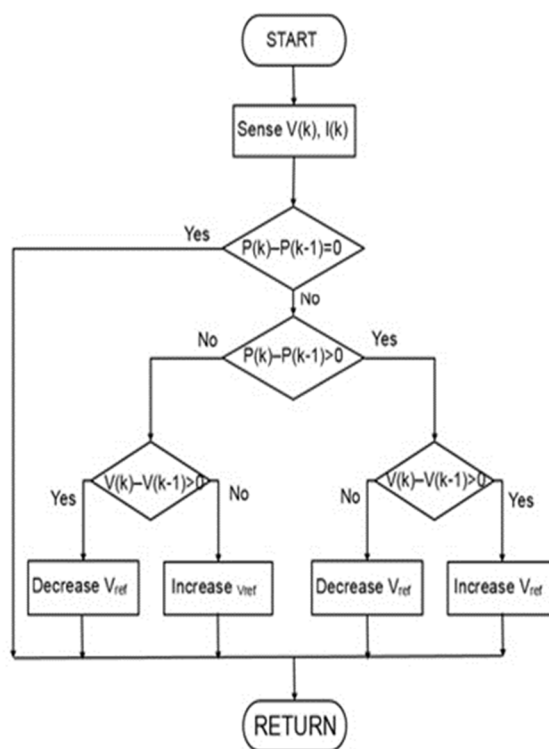 START
Sense V(k), I(k)
Yes
P(k)–P(k-1)=0
No
No
P(k)–P(k-1)>0
Yes
V(k)–V(k-1)>0
V(k)–V(k-1)>0
Yes
No
No
Yes
Decrease Vref
Increase Vref
Decrease Vref
Increase Vref
RETURN